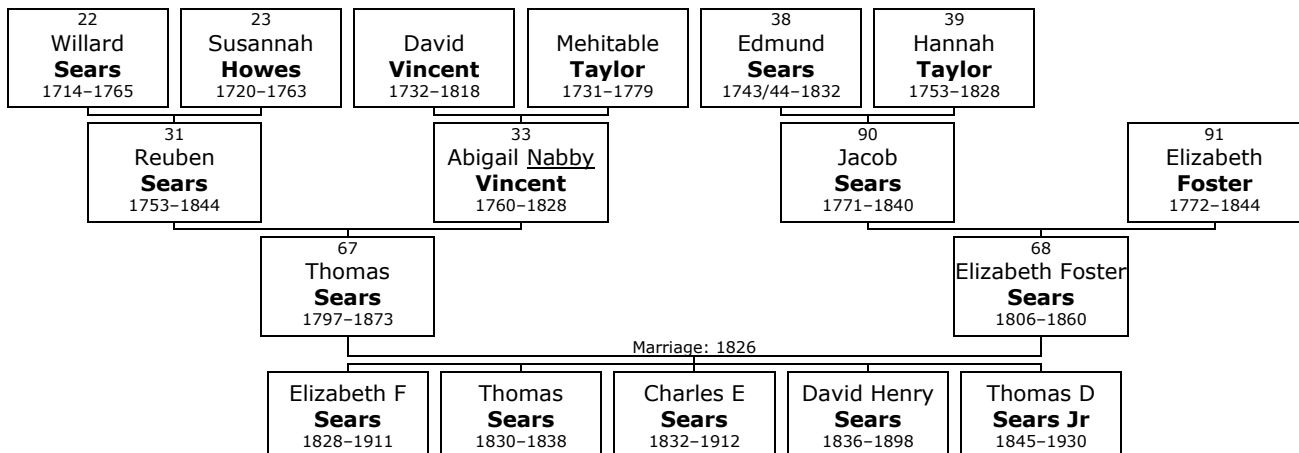 22
Willard
Sears
1714–1765
23
Susannah
Howes
1720–1763
David
Vincent
1732–1818
Mehitable
Taylor
1731–1779
38
Edmund
Sears
1743/44–1832
39
Hannah
Taylor
1753–1828
31
Reuben
Sears
1753–1844
33
Abigail Nabby
Vincent
1760–1828
90
Jacob
Sears
1771–1840
91
Elizabeth
Foster
1772–1844
67
Thomas
Sears
1797–1873
68
Elizabeth Foster
Sears
1806–1860
Marriage: 1826
Elizabeth F
Sears
1828–1911
Thomas
Sears
1830–1838
Charles E
Sears
1832–1912
David Henry
Sears
1836–1898
Thomas D
Sears Jr
1845–1930